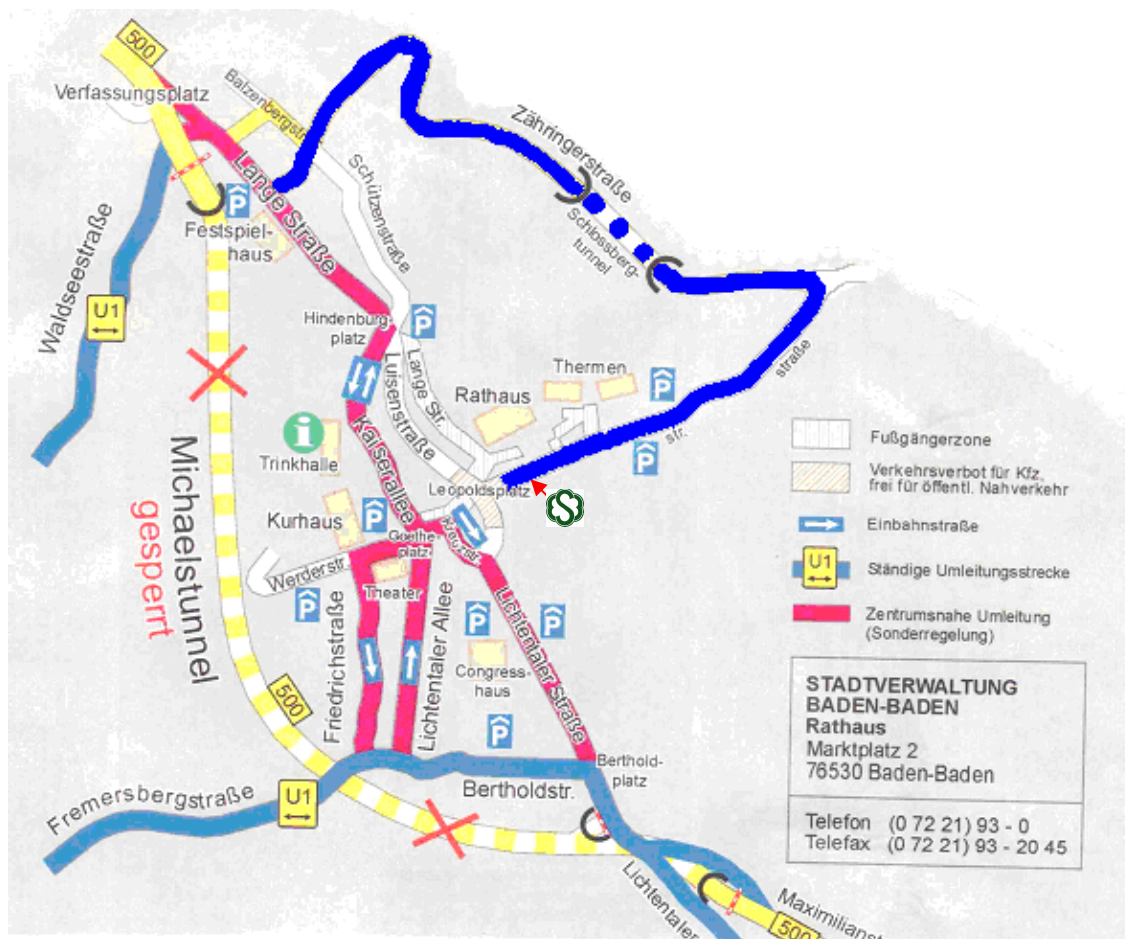 500
Verfassungsplatz
Balzenbergstr.
Zähringerstraße
Schützenstraße
Lange Straße
P
Festspiel-
haus
Schlossberg-
tunnel
Waldseestraße
U1
Hindenburg-
platz
P
Luisenstraße
Lange Str.
Thermen
Rathaus
P
straße
str.
P
i
Trinkhalle
Kaiserallee
Leopoldsplatz
S
Michaelstunnel
gesperrt
Kurhaus
P
Goethe-
platz
Kreuzstr.
Werderstr.
Theater
P
Friedrichstraße
Lichtentaler Allee
P
P
Lichtentaler Straße
Congress-
haus
500
P
Berthold-
platz
Bertholdstr.
Fremersbergstraße
U1
Lichtentaler
Maximilianst
500
Fußgängerzone
Verkehrsverbot für Kfz,
frei für öffentl. Nahverkehr
Einbahnstraße
U1
Ständige Umleitungsstrecke
Zentrumsnahe Umleitung
(Sonderregelung)
STADTVERWALTUNG
BADEN-BADEN
Rathaus
Marktplatz 2
76530 Baden-Baden
Telefon (0 72 21) 93 - 0
Telefax (0 72 21) 93 - 20 45